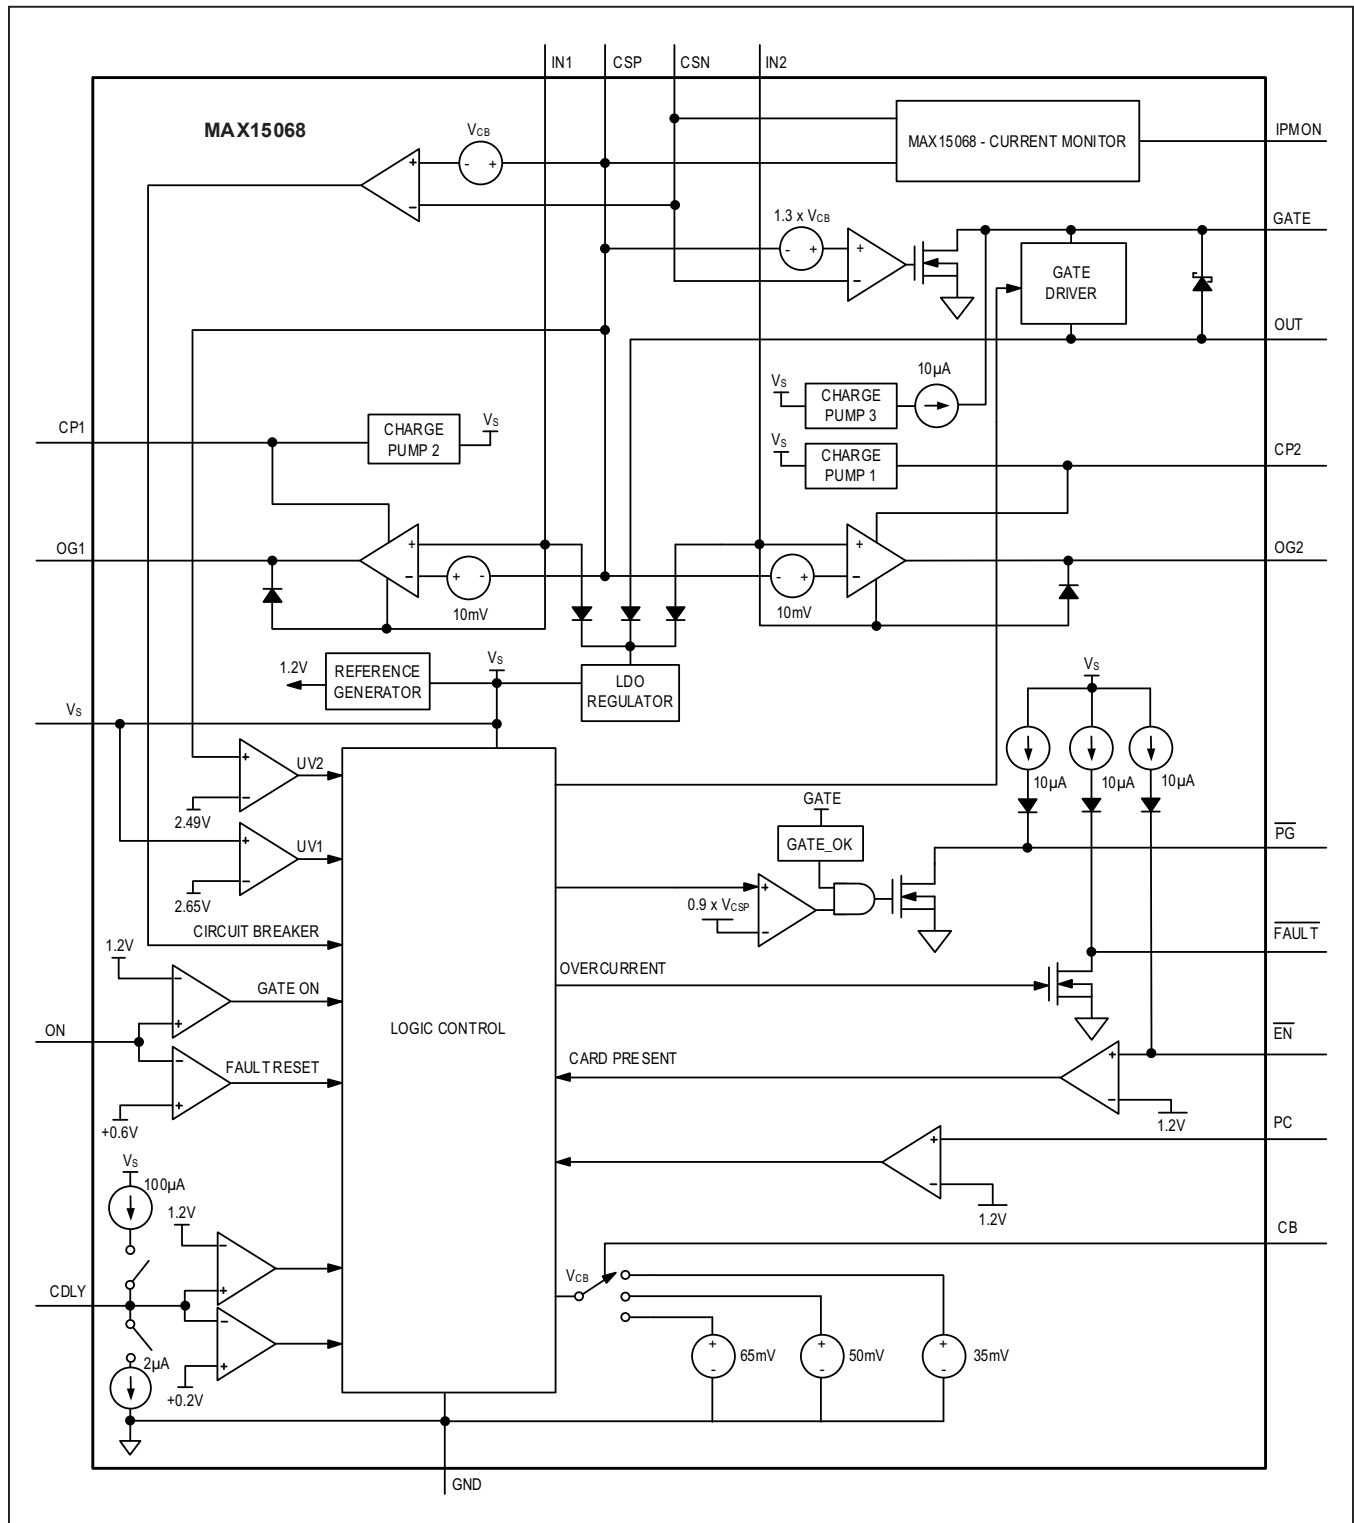 IN1
CSP
CSN
IN2
MAX15068
VCB
- +
+
-
MAX15068 - CURRENT MONITOR
IPMON
1.3 x VCB
- +
+
-
GATE
GATE
DRIVER
OUT
10µA
VS
CHARGE
PUMP 3
CP1
CHARGE
PUMP 2
VS
VS
CHARGE
PUMP 1
CP2
OG1
+
-
+ -
10mV
- +
10mV
+
-
OG2
1.2V
REFERENCE
GENERATOR
VS
LDO
REGULATOR
VS
VS
10µA
10µA
10µA
+
-
UV2
2.49V
+
-
UV1
2.65V
GATE
GATE_OK
PG
0.9 x VCSP
+
-
CIRCUIT BREAKER
1.2V
FAULT
OVERCURRENT
-
+
GATE ON
ON
LOGIC CONTROL
EN
-
+
FAULT RESET
+0.6V
CARD PRESENT
+
-
1.2V
PC
+
-
1.2V
VS
100µA
1.2V
-
+
CB
CDLY
VCB
-
+
2µA
+0.2V
+
-
65mV
+
-
50mV
+
-
35mV
GND